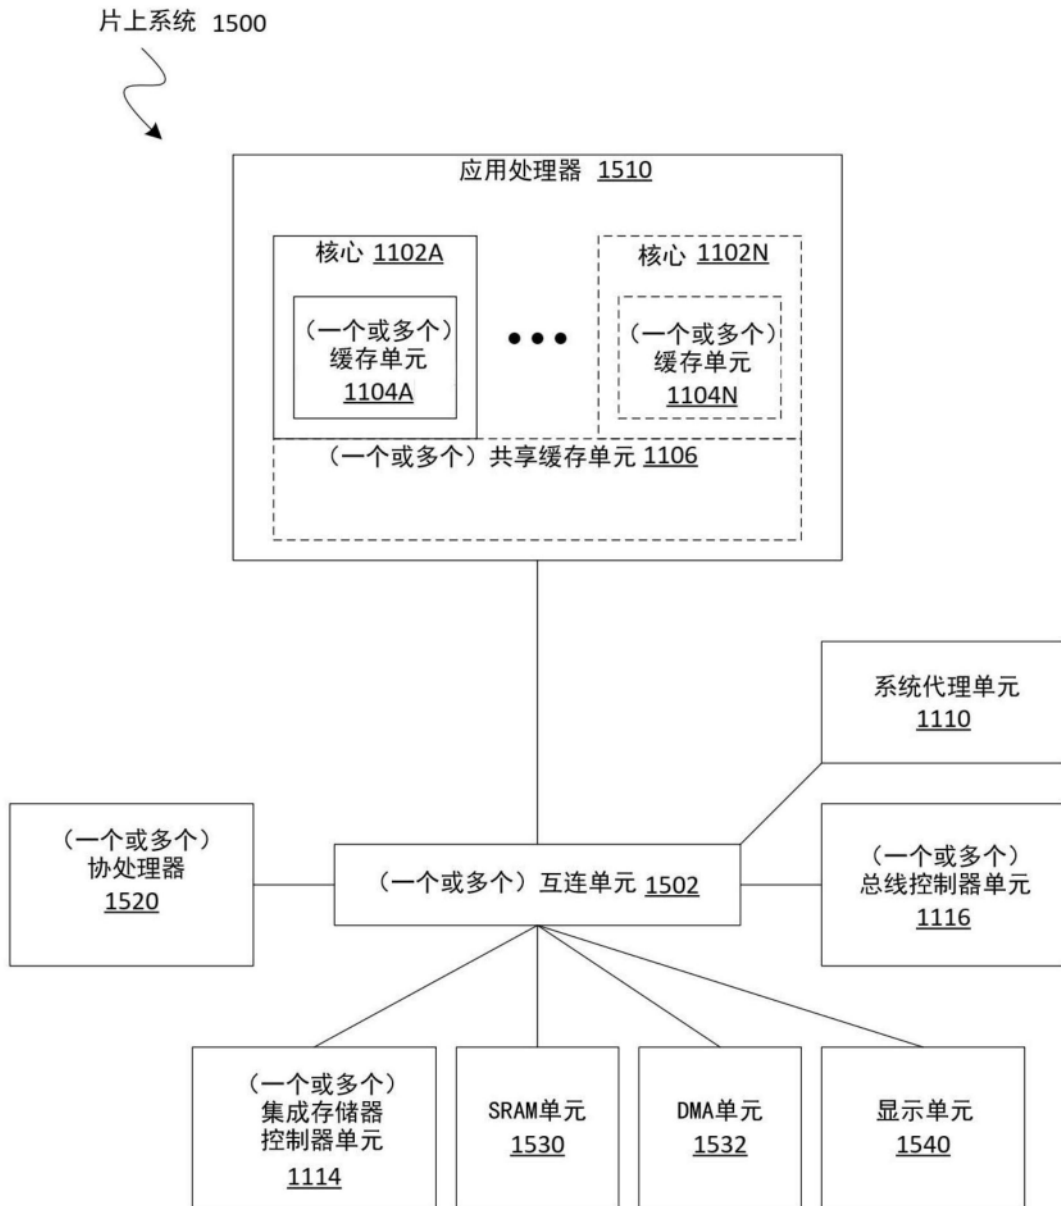 片上系统 1500
应用处理器 1510
核心 1102A
（一个或多个）
缓存单元
1104A
核心 1102N
（一个或多个）
缓存单元
1104N
（一个或多个）共享缓存单元 1106
系统代理单元
1110
（一个或多个）
协处理器
1520
（一个或多个）互连单元 1502
（一个或多个）
总线控制器单元
1116
（一个或多个）
集成存储器
控制器单元
1114
SRAM单元
1530
DMA单元
1532
显示单元
1540